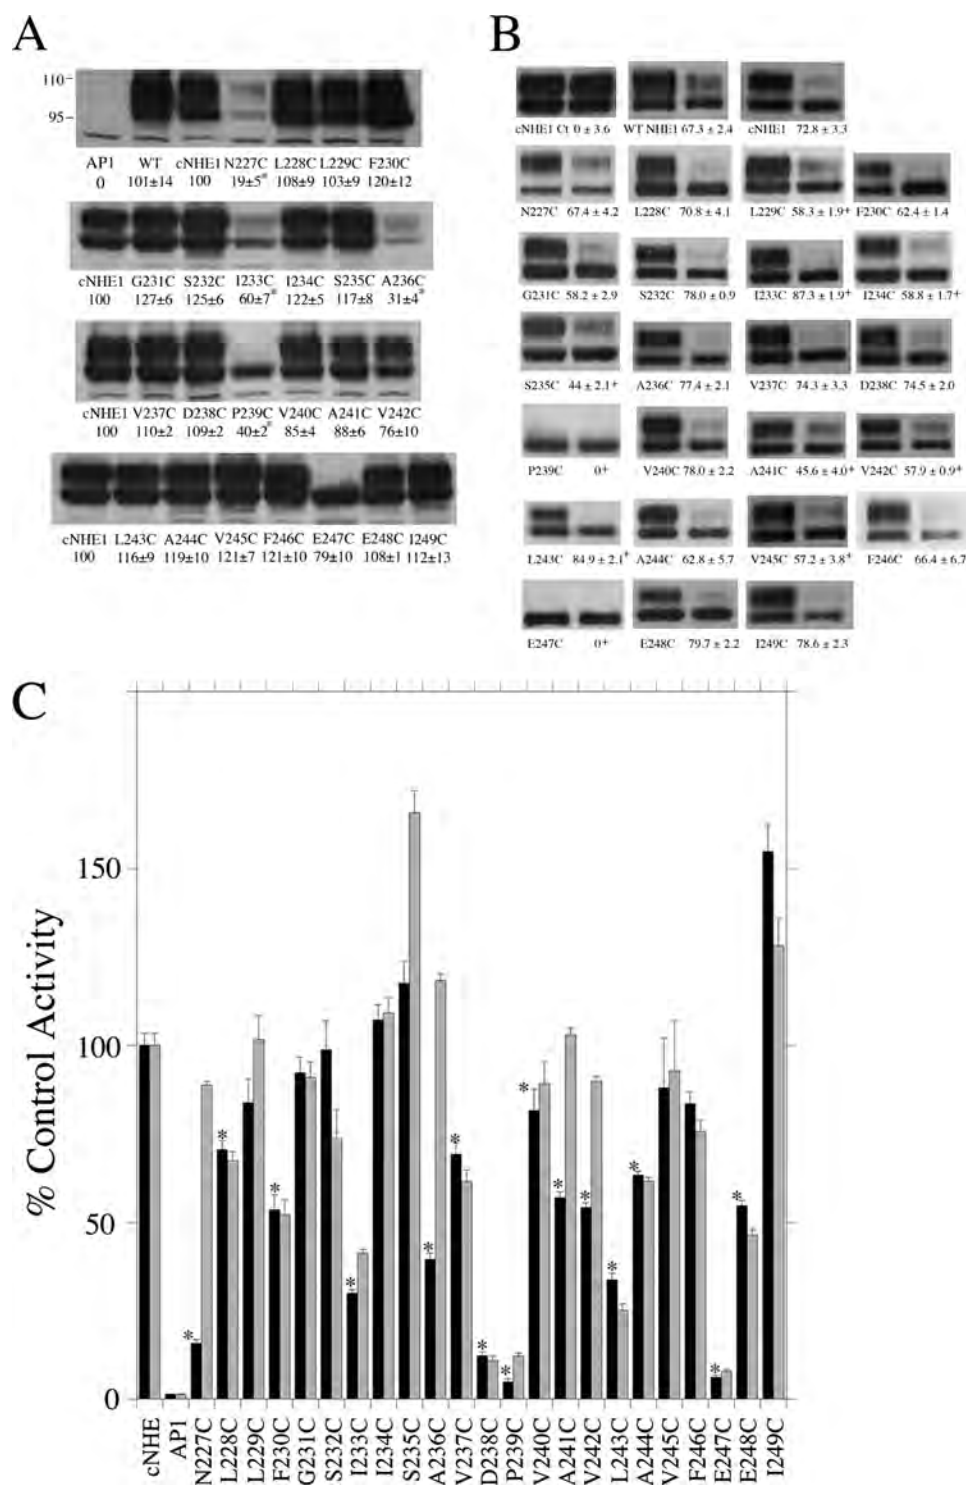 A
110
95
AP1 WT cNHE1 N227C L228C L229C F230C
0 101±14 100 19±5* 108±9 103±9 120±12
cNHE1 G231C S232C I233C I234C S235C A236C
100 127±6 125±6 60±7* 122±5 117±8 31±4*
cNHE1 V237C D238C P239C V240C A241C V242C
100 110±2 109±2 40±2* 85±4 88±6 76±10
cNHE1 L243C A244C V245C F246C E247C E248C I249C
100 116±9 119±10 121±7 121±10 79±10 108±1 112±13
B
cNHE1 Ct 0 ± 3.6 WT NHE1 67.3 ± 2.4 cNHE1 72.8 ± 3.3
N227C 67.4 ± 4.2 L228C 70.8 ± 4.1 L229C 58.3 ± 1.9+ F230C 62.4 ± 1.4
G231C 58.2 ± 2.9 S232C 78.0 ± 0.9 I233C 87.3 ± 1.9+ I234C 58.8 ± 1.7+
S235C 44 ± 2.1+ A236C 77.4 ± 2.1 V237C 74.3 ± 3.3 D238C 74.5 ± 2.0
P239C 0+ V240C 78.0 ± 2.2 A241C 45.6 ± 4.0+ V242C 57.9 ± 0.9+
L243C 84.9 ± 2.1+ A244C 62.8 ± 5.7 V245C 57.2 ± 3.8+ F246C 66.4 ± 6.7
E247C 0+ E248C 79.7 ± 2.2 I249C 78.6 ± 2.3
C
% Control Activity
150
100
50
0
* * * * * * * * * * * * * * *
cNHE AP1 N227C L228C L229C F230C G231C S232C I233C I234C S235C A236C V237C D238C P239C V240C A241C V242C L243C A244C V245C F246C E247C E248C I249C